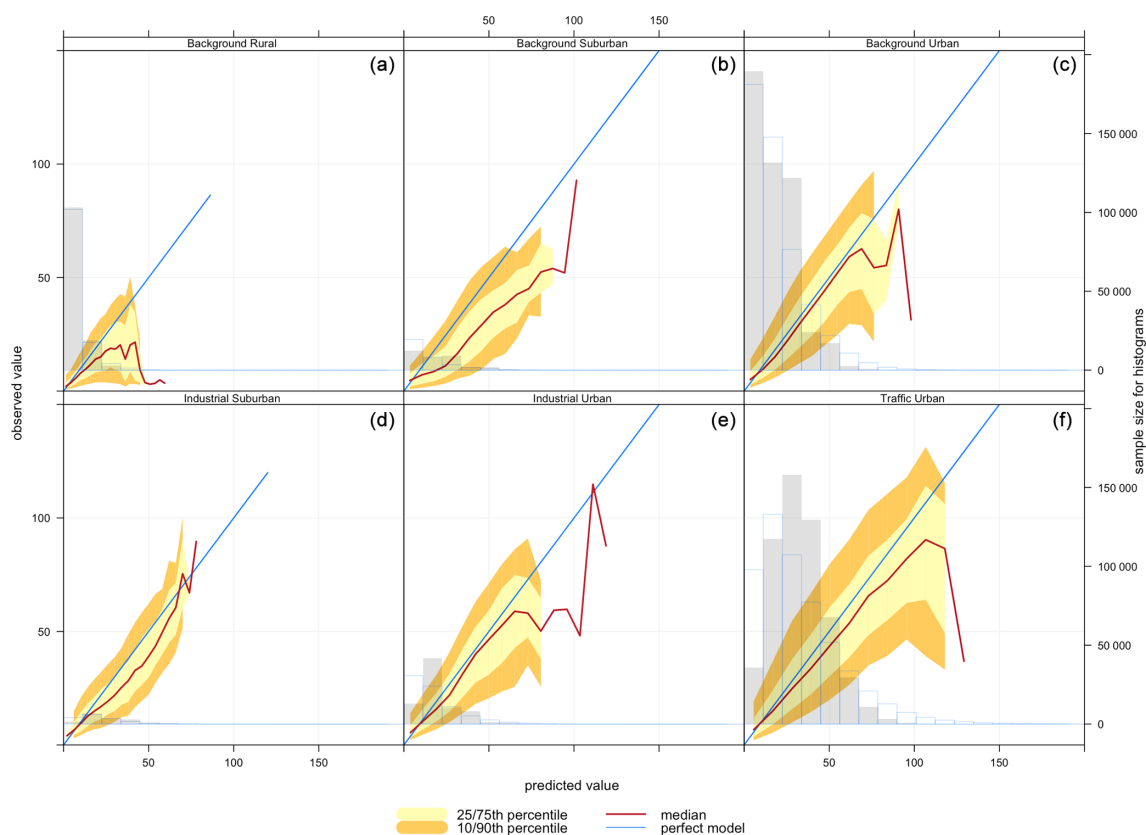 50 100 150
Background Rural Background Suburban Background Urban
(a) (b) (c)
150 000
100
100 000
50
50 000
0
Industrial Suburban Industrial Urban Traffic Urban
(d) (e) (f)
150 000
100
100 000
50
50 000
0
50 100 150 50 100 150
observed value
sample size for histograms
predicted value
25/75th percentile median
10/90th percentile perfect model